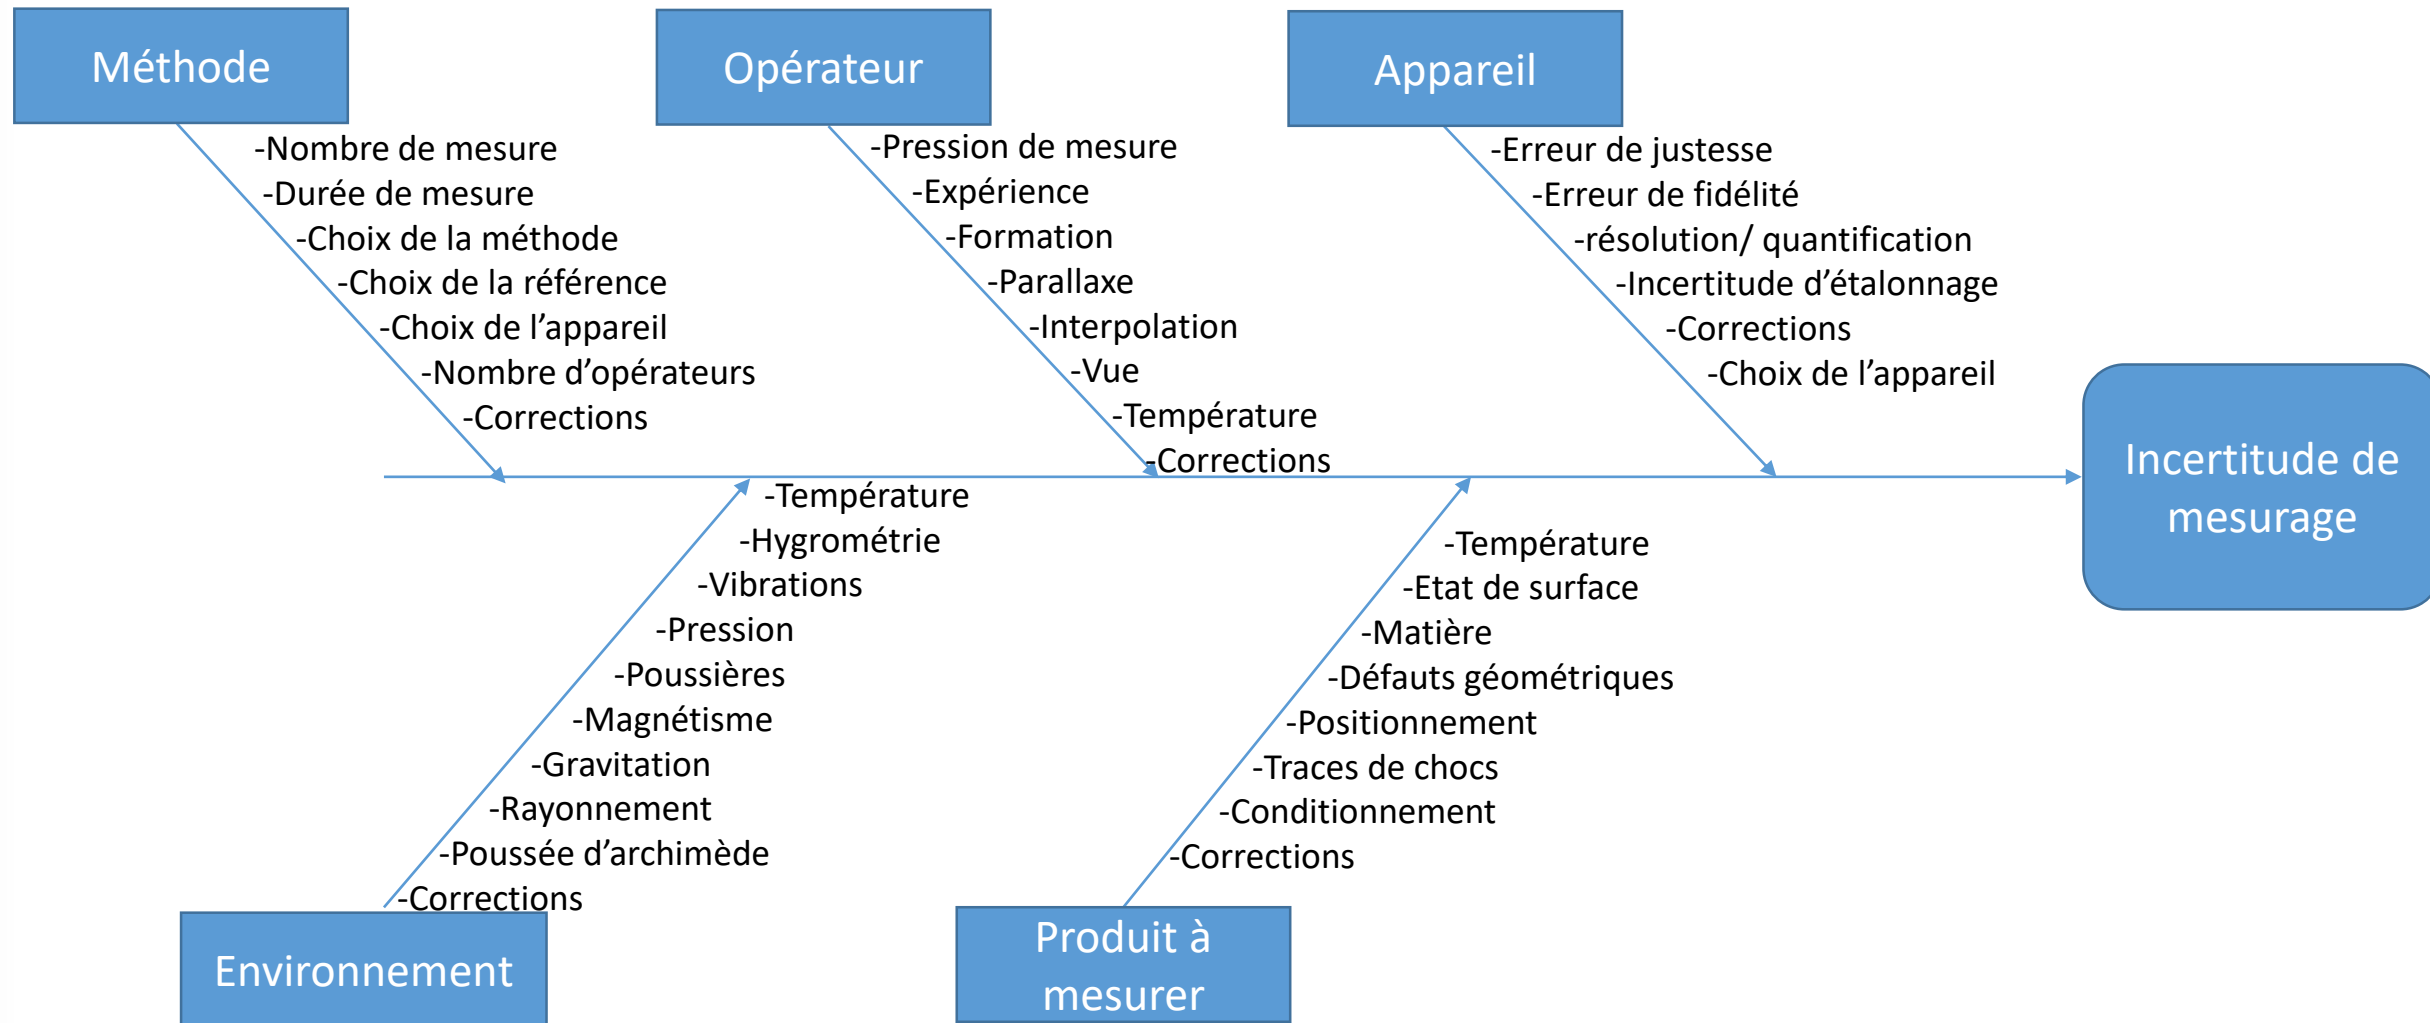 Méthode
-Nombre de mesure
-Durée de mesure
-Choix de la méthode
-Choix de la référence
-Choix de l’appareil
-Nombre d’opérateurs
-Corrections
Opérateur
-Pression de mesure
-Expérience
-Formation
-Parallaxe
-Interpolation
-Vue
-Température
-Corrections
Appareil
-Erreur de justesse
-Erreur de fidélité
-résolution/ quantification
-Incertitude d’étalonnage
-Corrections
-Choix de l’appareil
Incertitude de
mesurage
-Température
-Hygrométrie
-Vibrations
-Pression
-Poussières
-Magnétisme
-Gravitation
-Rayonnement
-Poussée d’archimède
-Corrections
Environnement
-Température
-Etat de surface
-Matière
-Défauts géométriques
-Positionnement
-Traces de chocs
-Conditionnement
-Corrections
Produit à
mesurer